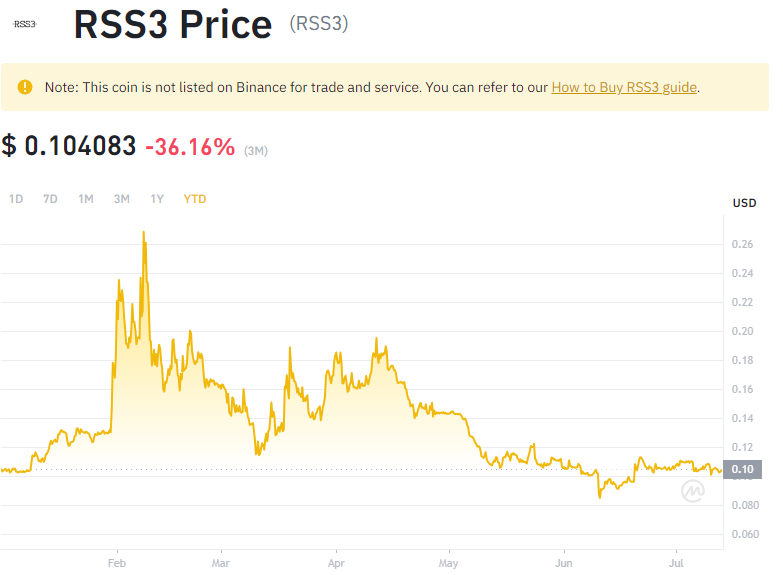 RSS3
RSS3 Price (RSS3)
Note: This coin is not listed on Binance for trade and service. You can refer to our How to Buy RSS3 guide.
$ 0.104083 -36.16% (3M)
1D 7D 1M 3M 1Y YTD
USD
0.26
0.24
0.22
0.20
0.18
0.16
0.14
0.12
0.10
0.080
0.060
Feb Mar Apr May Jun Jul